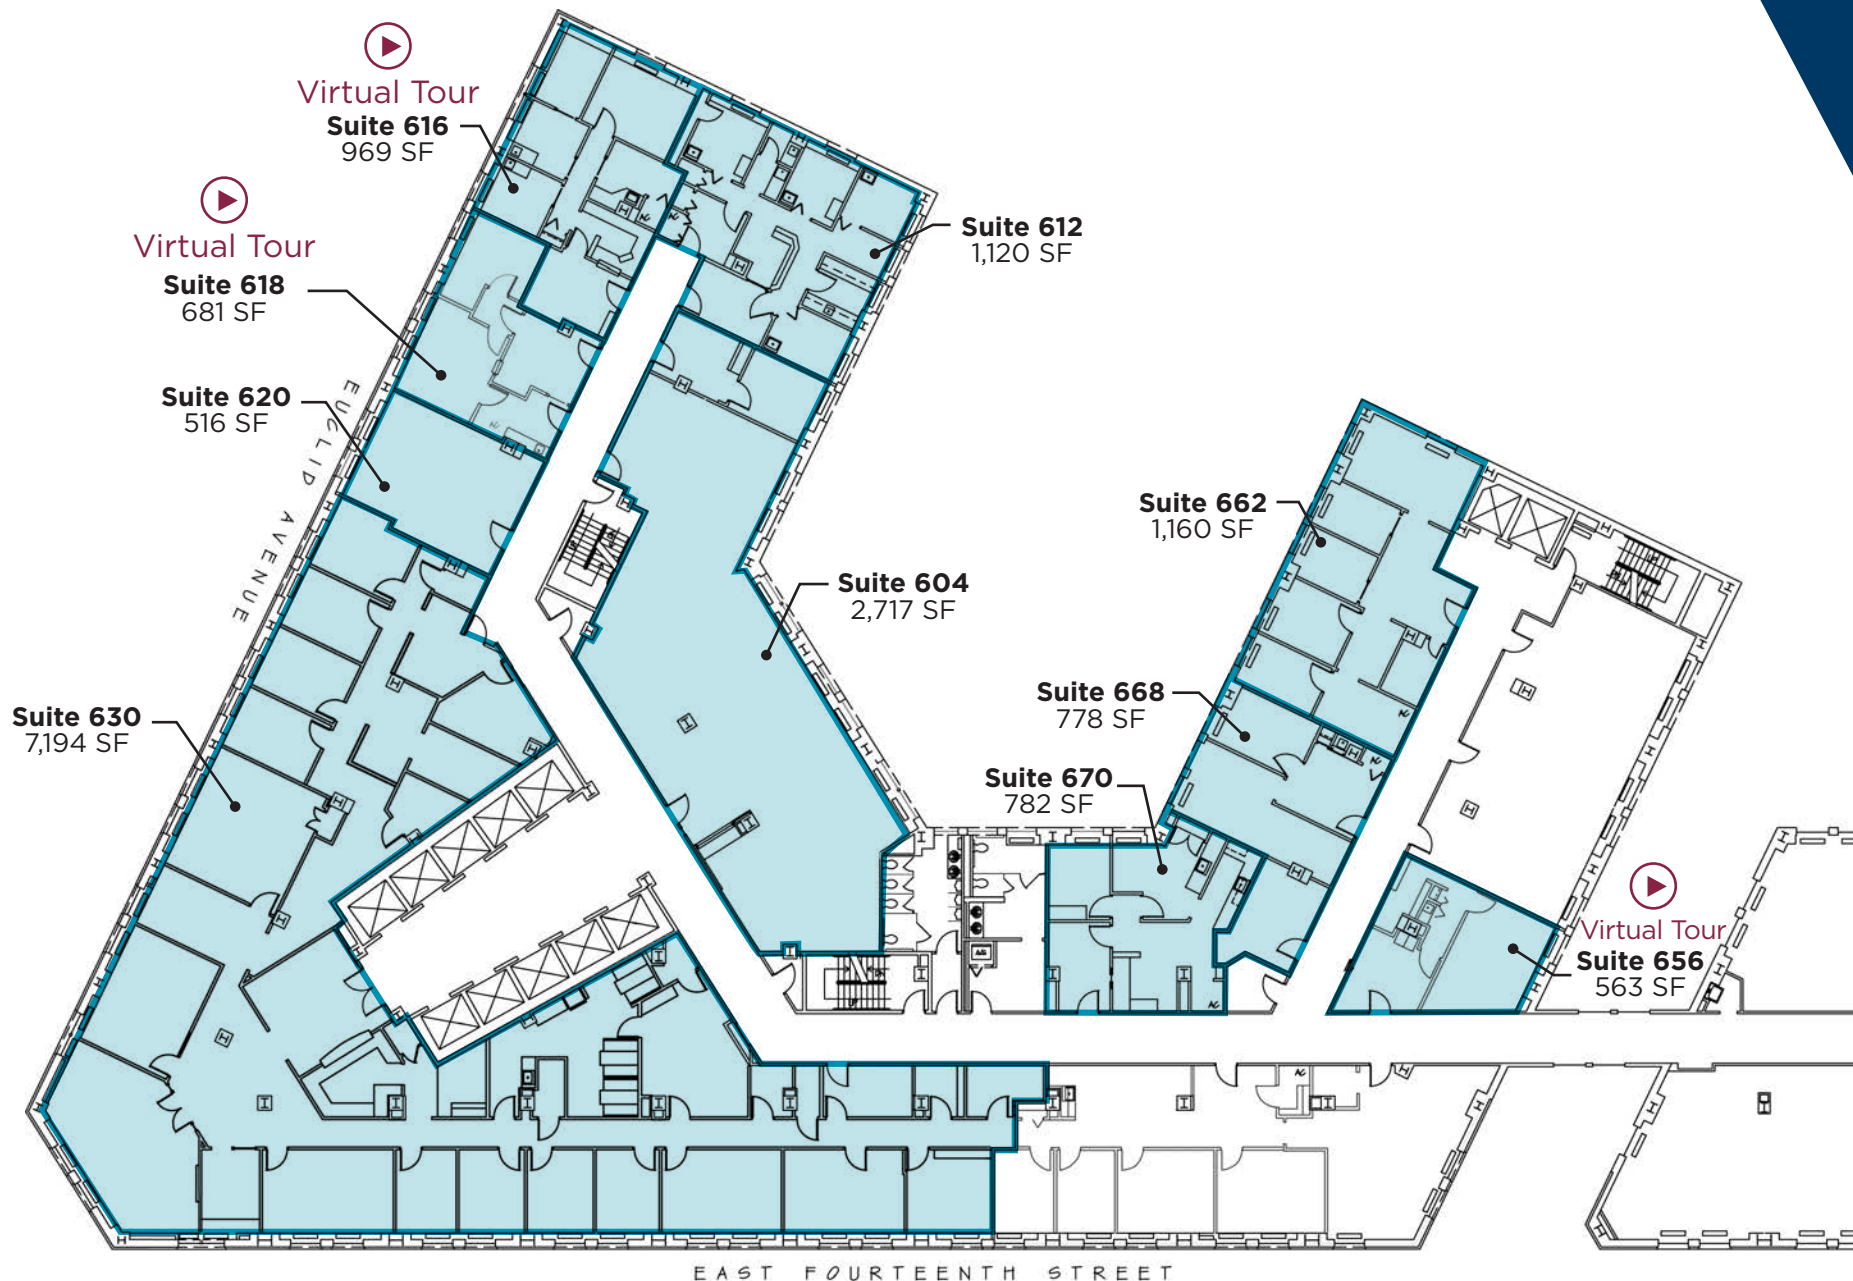 Virtual Tour
Suite 616
969 SF
Virtual Tour
Suite 618
681 SF
Suite 612
1,120 SF
Suite 620
516 SF
EUCLID AVENUE
Suite 662
1,160 SF
Suite 604
2,717 SF
Suite 668
778 SF
Suite 630
7,194 SF
Suite 670
782 SF
Virtual Tour
Suite 656
563 SF
EAST FOURTEENTH STREET